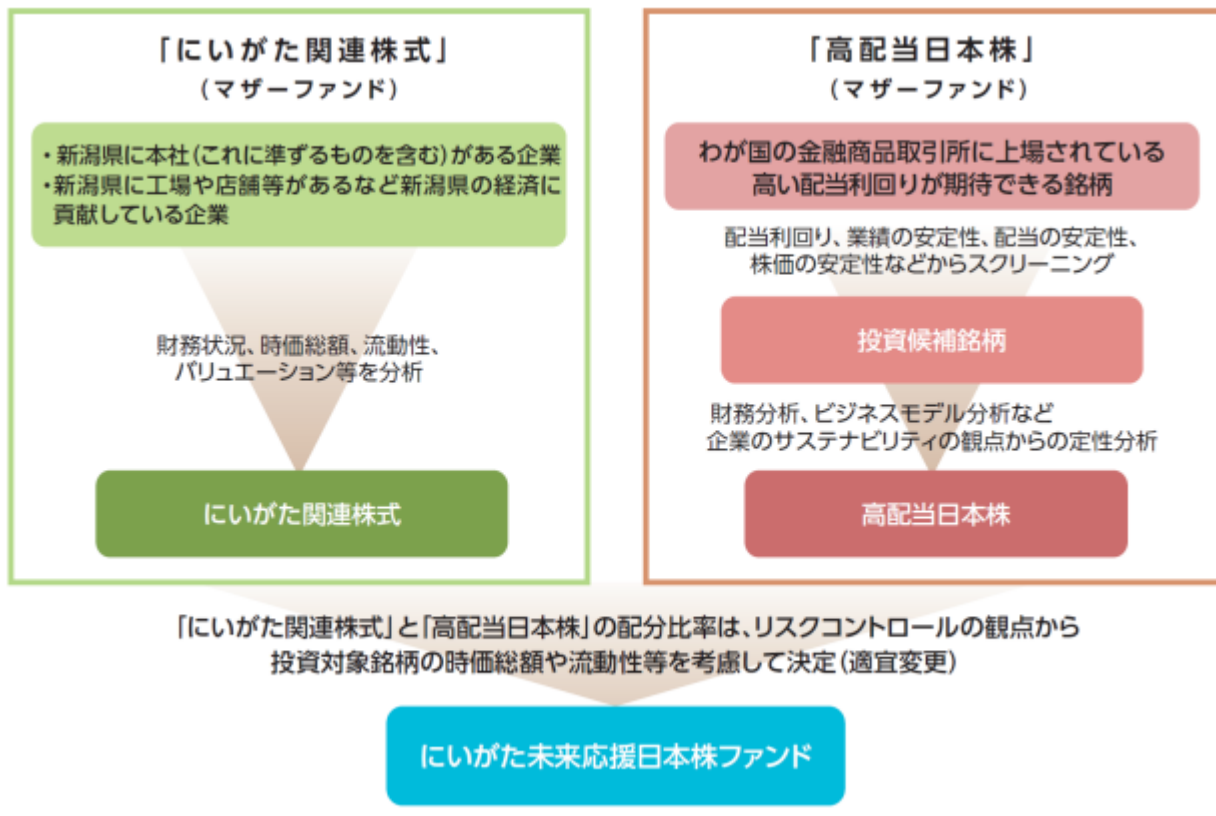 「にいがた関連株式」
（マザーファンド）
・新潟県に本社（これに準ずるものを含む）がある企業
・新潟県に工場や店舗等があるなど新潟県の経済に
貢献している企業
財務状況、時価総額、流動性、
バリュエーション等を分析
にいがた関連株式
「高配当日本株」
（マザーファンド）
わが国の金融商品取引所に上場されている
高い配当利回りが期待できる銘柄
配当利回り、業績の安定性、配当の安定性、
株価の安定性などからスクリーニング
投資候補銘柄
財務分析、ビジネスモデル分析など
企業のサステナビリティの観点からの定性分析
高配当日本株
「にいがた関連株式」と「高配当日本株」の配分比率は、リスクコントロールの観点から
投資対象銘柄の時価総額や流動性等を考慮して決定（適宜変更）
にいがた未来応援日本株ファンド